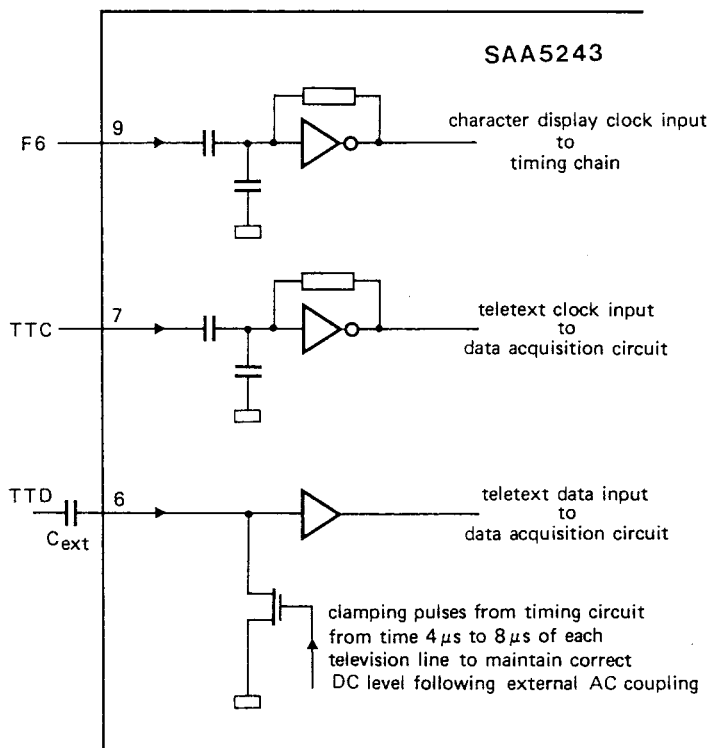 SAA5243
F6
9
character display clock input
to
timing chain
TTC
7
teletext clock input
to
data acquisition circuit
TTD
Cext
6
teletext data input
to
data acquisition circuit
clamping pulses from timing circuit
from time 4 µs to 8 µs of each
television line to maintain correct
DC level following external AC coupling